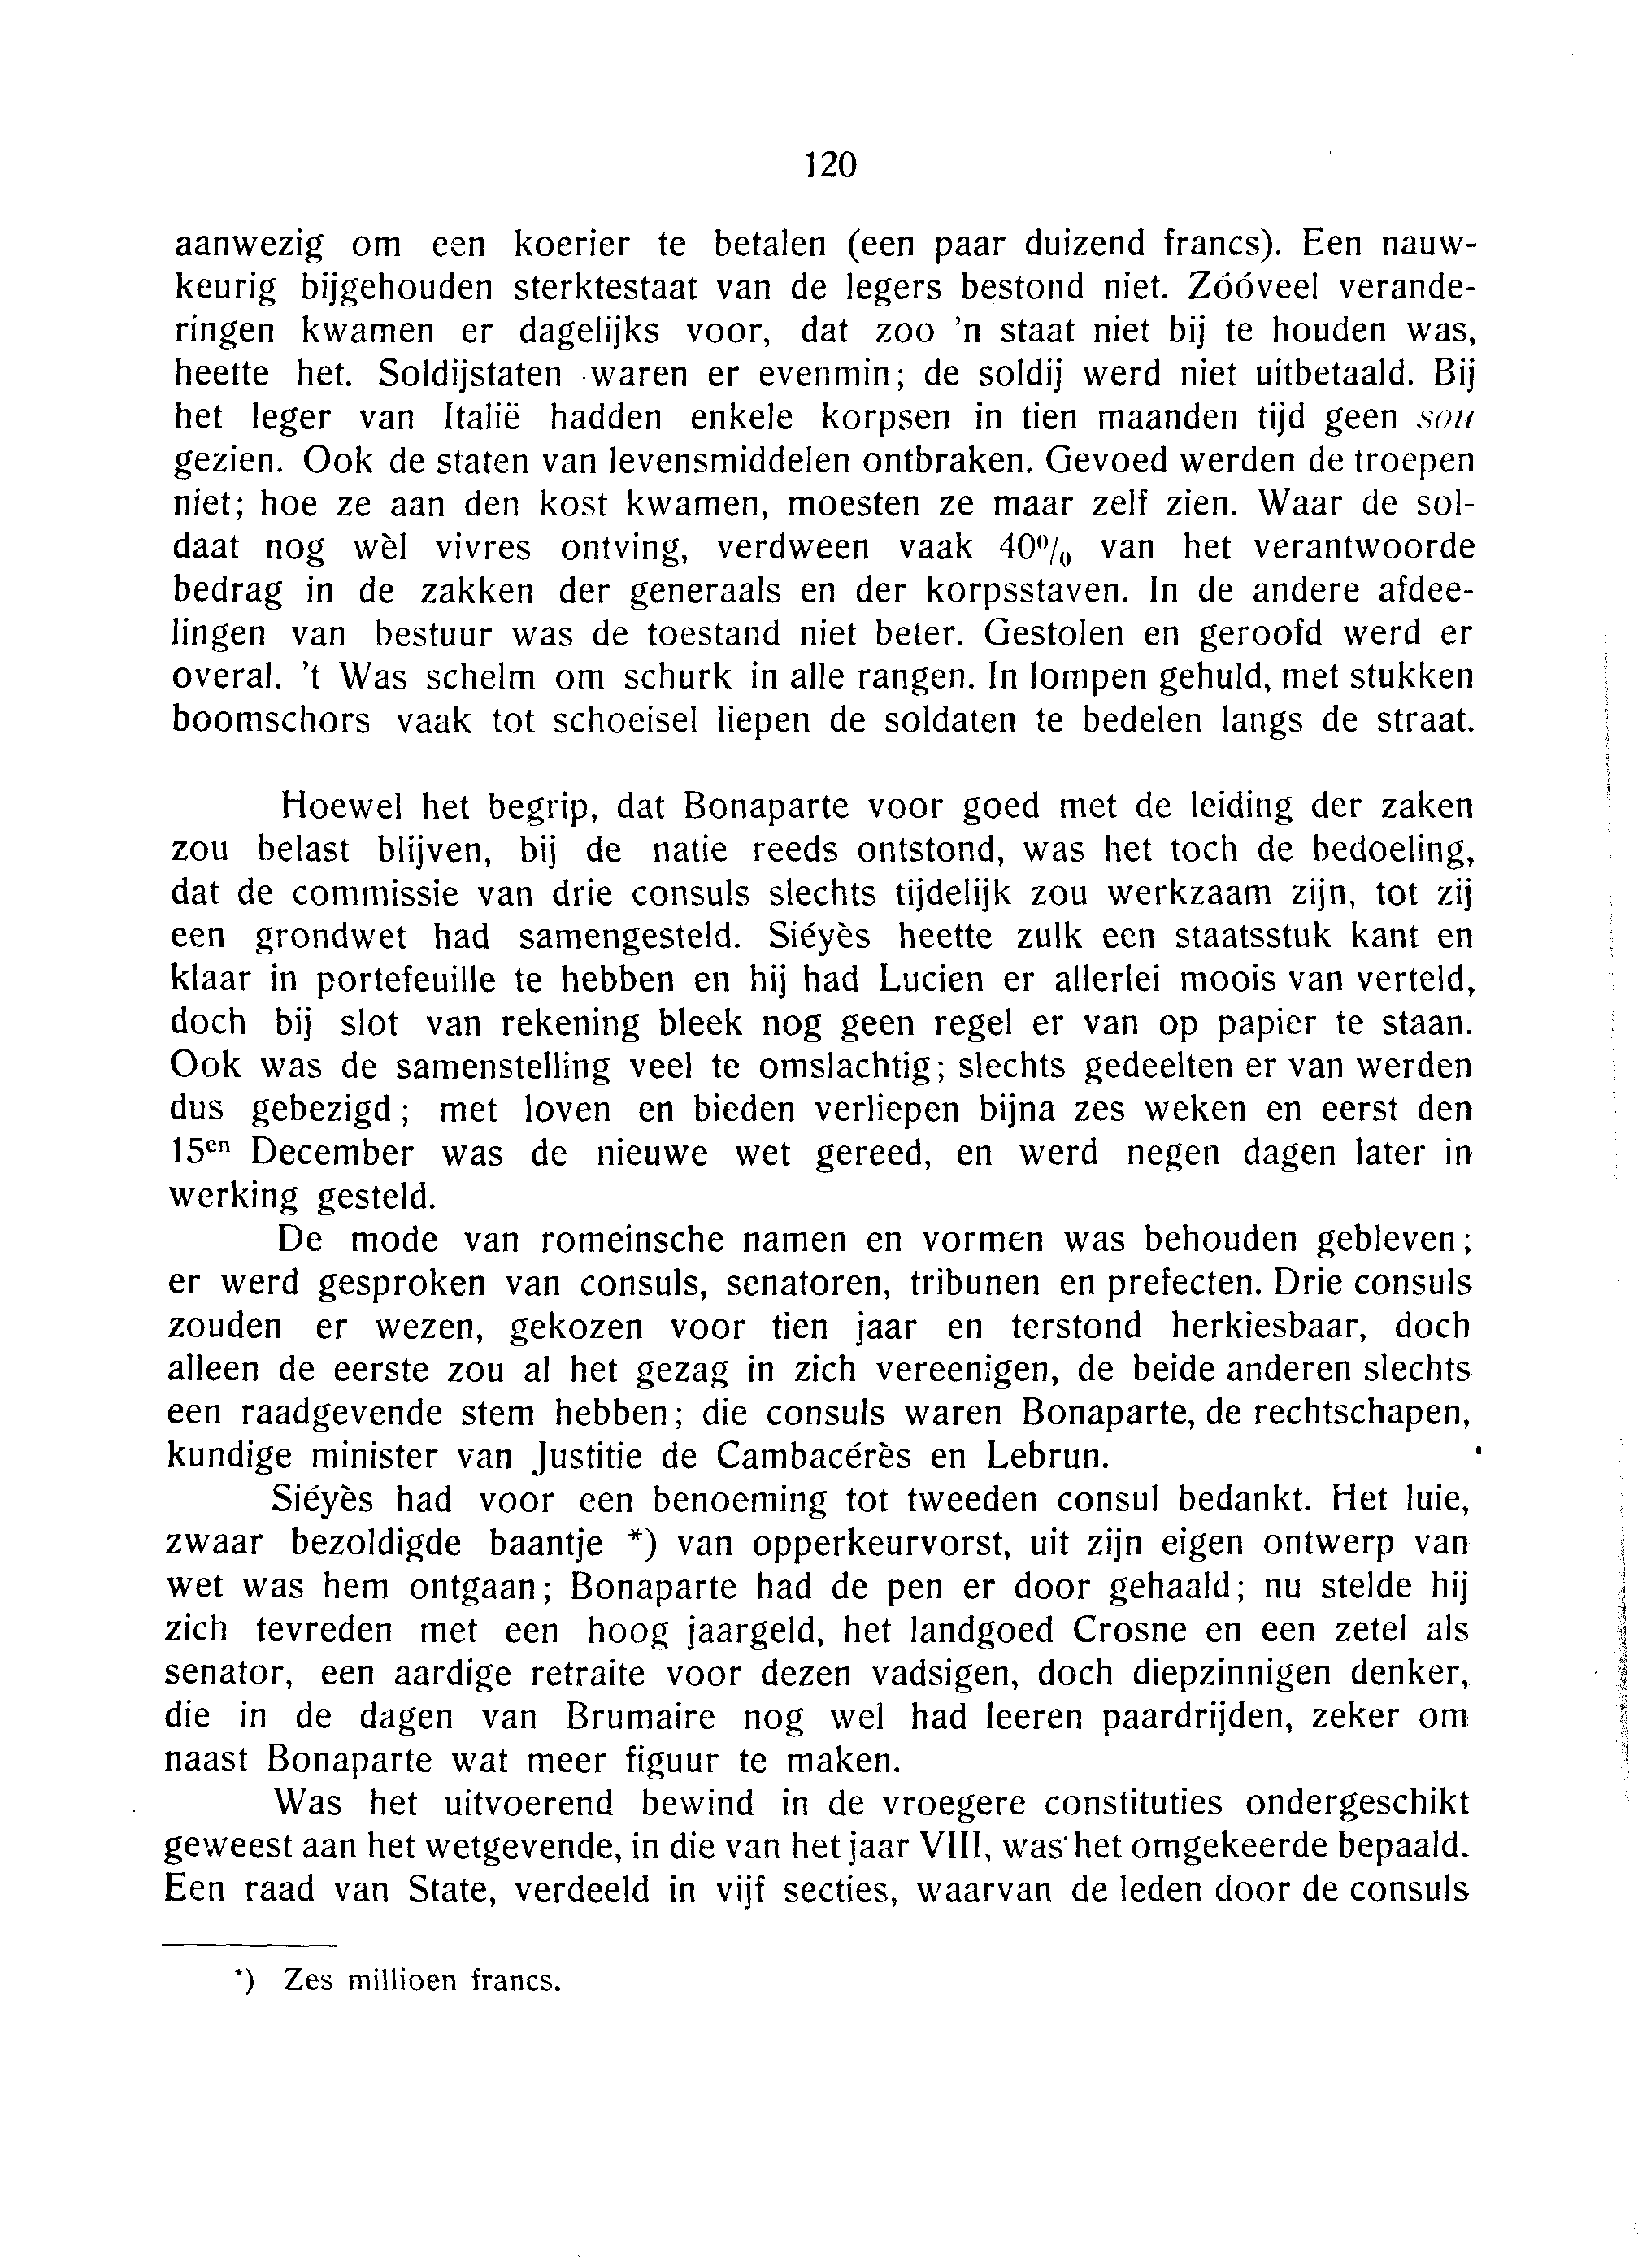 120
aanwezig om een koerier te betalen (een paar duizend francs). Een nauw-
keurig bijgehouden sterktestaat van de legers bestond niet. Zóóveel verande-
ringen kwamen er dagelijks voor, dat zoo 'n staat niet bij te houden was,
heette het. Soldijstaten waren er evenmin; de soldij werd niet uitbetaald. Bij
het leger van Italië hadden enkele korpsen in tien maanden tijd geen sou
gezien. Ook de staten van levensmiddelen ontbraken. Gevoed werden de troepen
niet; hoe ze aan den kost kwamen, moesten ze maar zelf zien. Waar de sol-
daat nog wèl vivres ontving, verdween vaak 40% van het verantwoorde
bedrag in de zakken der generaals en der korpsstaven. In de andere afdee-
lingen van bestuur was de toestand niet beter. Gestolen en geroofd werd er
overal. 't Was schelm om schurk in alle rangen. In lompen gehuld, met stukken
boomschors vaak tot schoeisel liepen de soldaten te bedelen langs de straat.
Hoewel het begrip, dat Bonaparte voor goed met de leiding der zaken
zou belast blijven, bij de natie reeds ontstond, was het toch de bedoeling,
dat de commissie van drie consuls slechts tijdelijk zou werkzaam zijn, tot zij
een grondwet had samengesteld. Siéyès heette zulk een staatsstuk kant en
klaar in portefeuille te hebben en hij had Lucien er allerlei moois van verteld,
doch bij slot van rekening bleek nog geen regel er van op papier te staan.
Ook was de samenstelling veel te omslachtig; slechts gedeelten er van werden
dus gebezigd; met loven en bieden verliepen bijna zes weken en eerst den
15en December was de nieuwe wet gereed, en werd negen dagen later in
werking gesteld.
De mode van romeinsche namen en vormen was behouden gebleven;
er werd gesproken van consuls, senatoren, tribunen en prefecten. Drie consuls
zouden er wezen, gekozen voor tien jaar en terstond herkiesbaar, doch
alleen de eerste zou al het gezag in zich vereenigen, de beide anderen slechts
een raadgevende stem hebben; die consuls waren Bonaparte, de rechtschapen,
kundige minister van Justitie de Cambacérès en Lebrun.
Siéyès had voor een benoeming tot tweeden consul bedankt. Het luie,
zwaar bezoldigde baantje *) van opperkeurvorst, uit zijn eigen ontwerp van
wet was hem ontgaan; Bonaparte had de pen er door gehaald; nu stelde hij
zich tevreden met een hoog jaargeld, het landgoed Crosne en een zetel als
senator, een aardige retraite voor dezen vadsigen, doch diepzinnigen denker,
die in de dagen van Brumaire nog wel had leeren paardrijden, zeker om
naast Bonaparte wat meer figuur te maken.
Was het uitvoerend bewind in de vroegere constituties ondergeschikt
geweest aan het wetgevende, in die van het jaar VIII, was het omgekeerde bepaald.
Een raad van State, verdeeld in vijf secties, waarvan de leden door de consuls
*) Zes millioen francs.